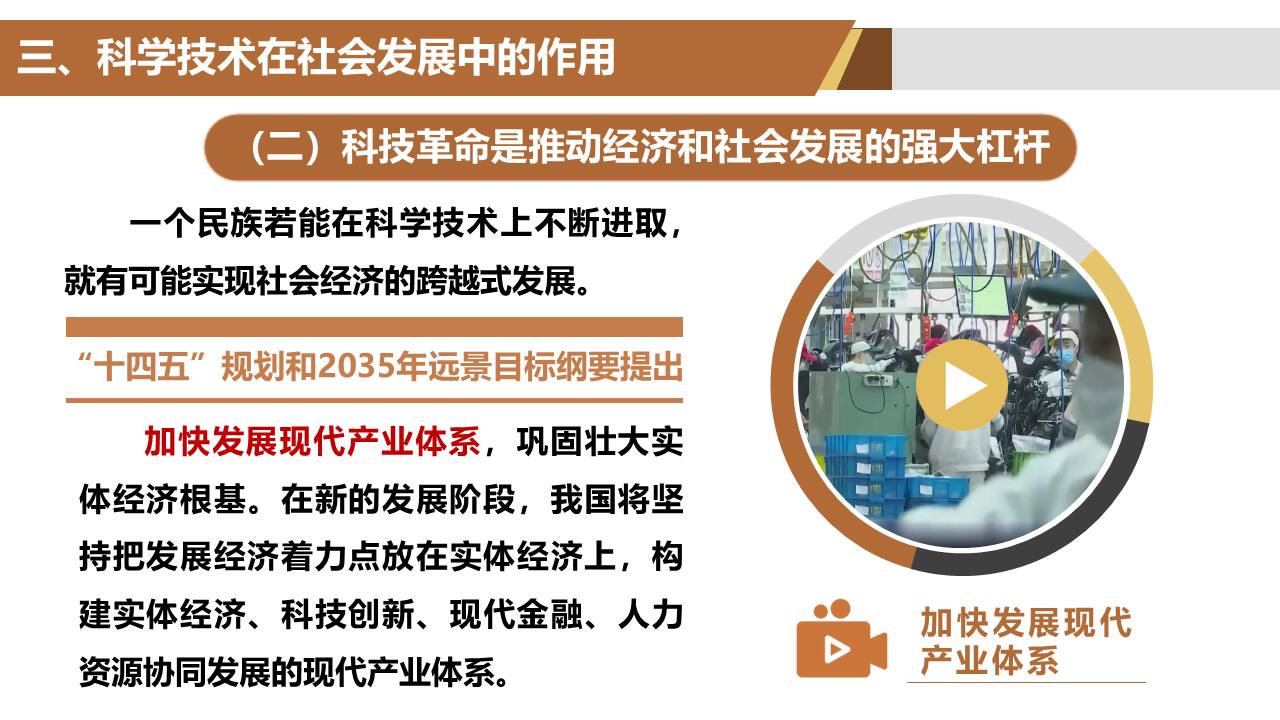 三、科学技术在社会发展中的作用
（二）科技革命是推动经济和社会发展的强大杠杆
一个民族若能在科学技术上不断进取，
就有可能实现社会经济的跨越式发展。
“十四五”规划和2035年远景目标纲要提出
加快发展现代产业体系，巩固壮大实
体经济根基。在新的发展阶段，我国将坚
持把发展经济着力点放在实体经济上，构
建实体经济、科技创新、现代金融、人力
资源协同发展的现代产业体系。
加快发展现代
产业体系